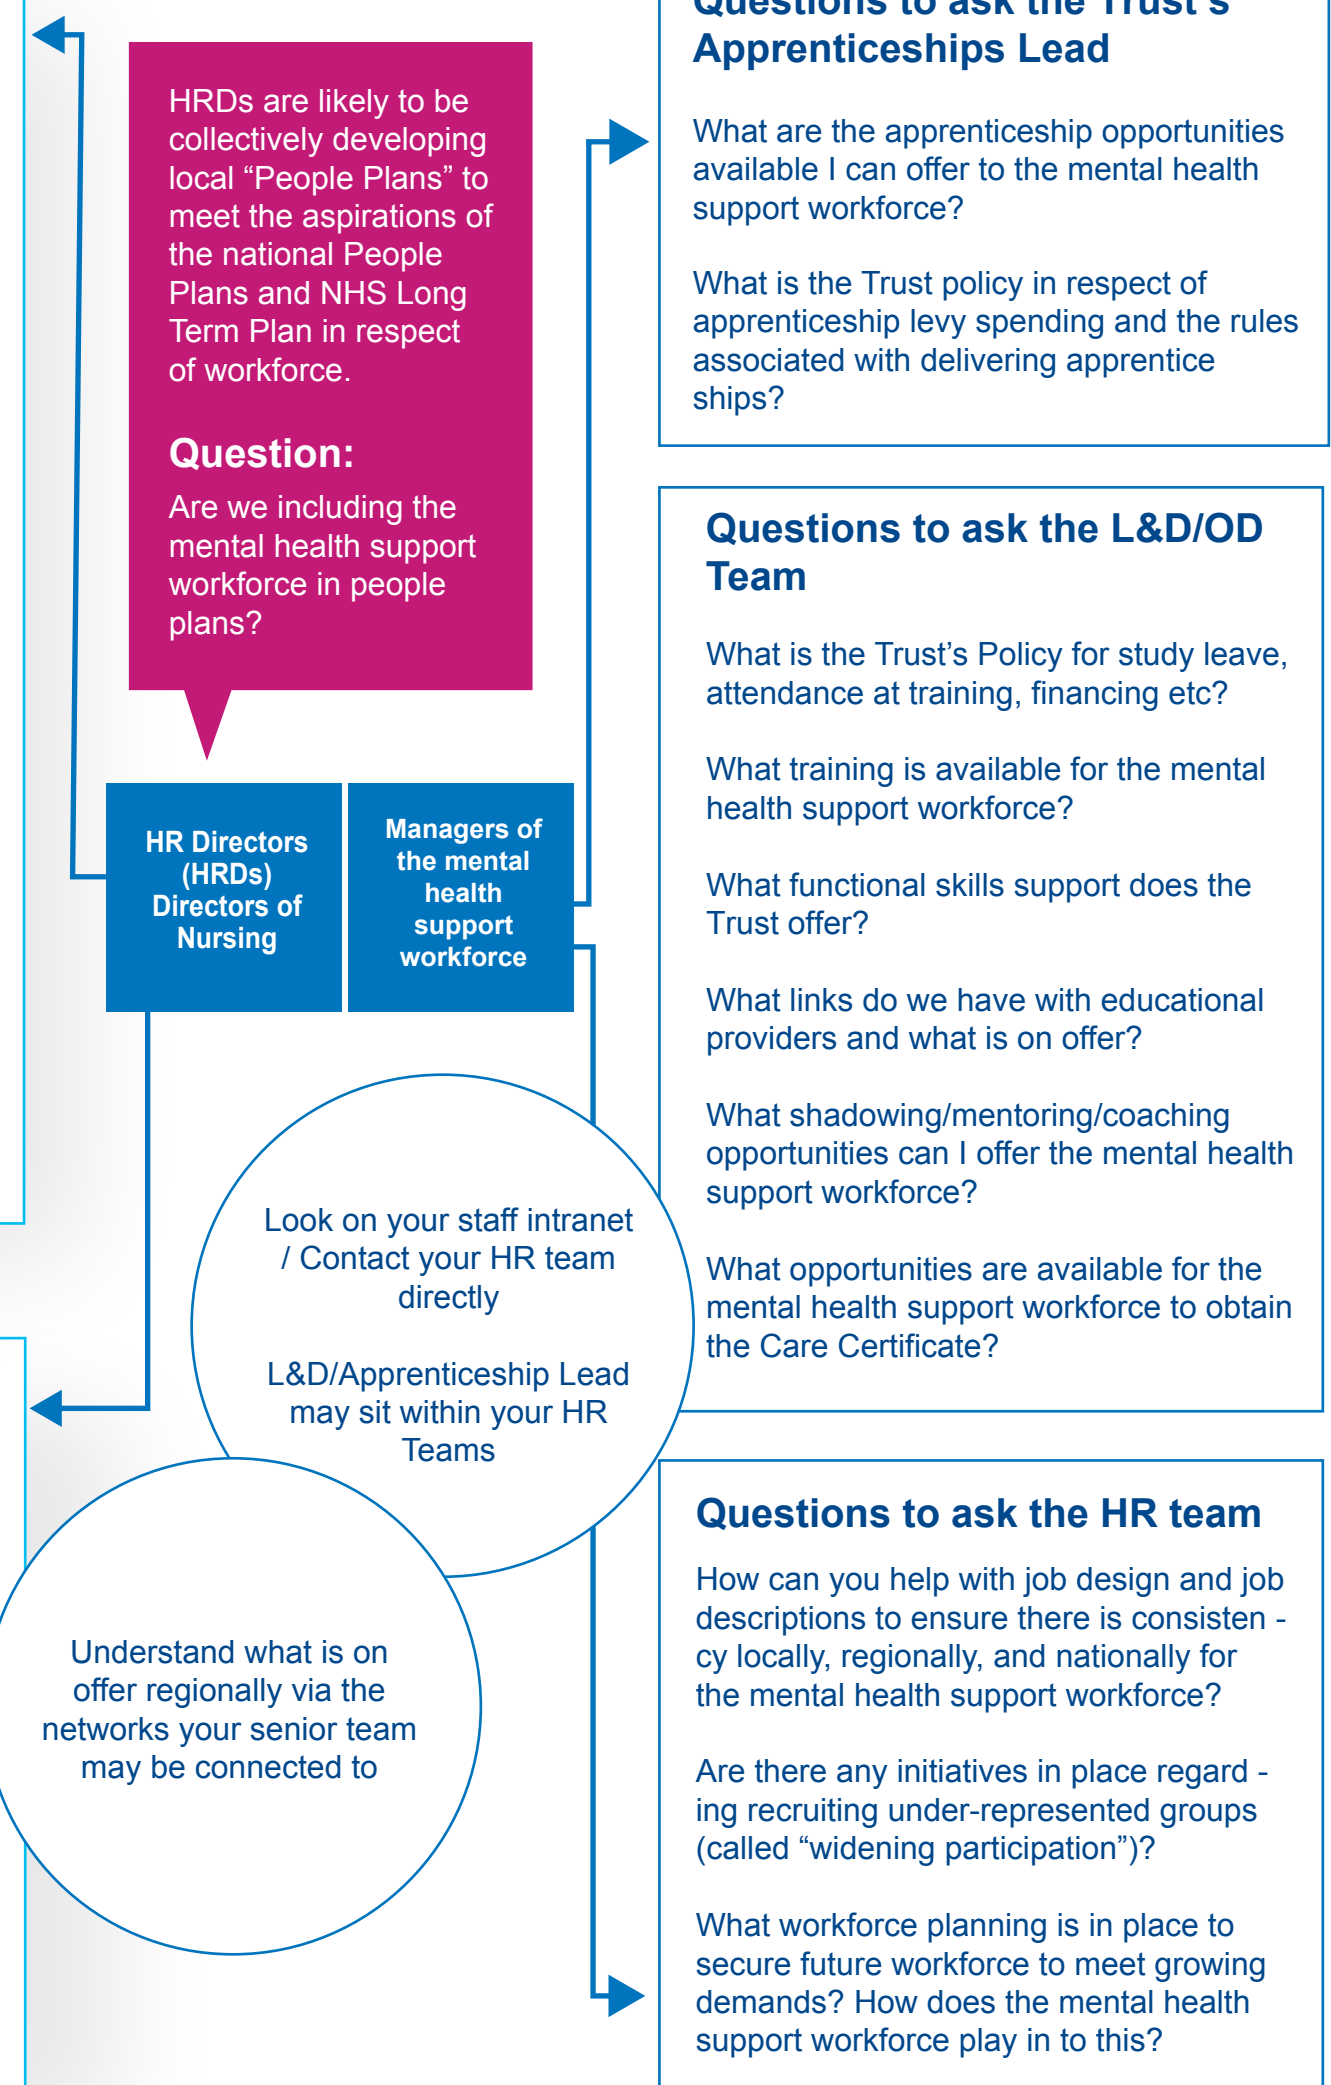 HRDs are likely to be
collectively developing
local “People Plans” to
meet the aspirations of
the national People
Plans and NHS Long
Term Plan in respect
of workforce.
Question:
Are we including the
mental health support
workforce in people
plans?
HR Directors
(HRDs)
Directors of
Nursing
Managers of
the mental
health
support
workforce
Look on your staff intranet
/ Contact your HR team
directly
L&D/Apprenticeship Lead
may sit within your HR
Teams
Understand what is on
offer regionally via the
networks your senior team
may be connected to
Questions to ask the Trust’s
Apprenticeships Lead
What are the apprenticeship opportunities
available I can offer to the mental health
support workforce?
What is the Trust policy in respect of
apprenticeship levy spending and the rules
associated with delivering apprentice
ships?
Questions to ask the L&D/OD
Team
What is the Trust’s Policy for study leave,
attendance at training, financing etc?
What training is available for the mental
health support workforce?
What functional skills support does the
Trust offer?
What links do we have with educational
providers and what is on offer?
What shadowing/mentoring/coaching
opportunities can I offer the mental health
support workforce?
What opportunities are available for the
mental health support workforce to obtain
the Care Certificate?
Questions to ask the HR team
How can you help with job design and job
descriptions to ensure there is consisten -
cy locally, regionally, and nationally for
the mental health support workforce?
Are there any initiatives in place regard -
ing recruiting under-represented groups
(called “widening participation”)?
What workforce planning is in place to
secure future workforce to meet growing
demands? How does the mental health
support workforce play in to this?